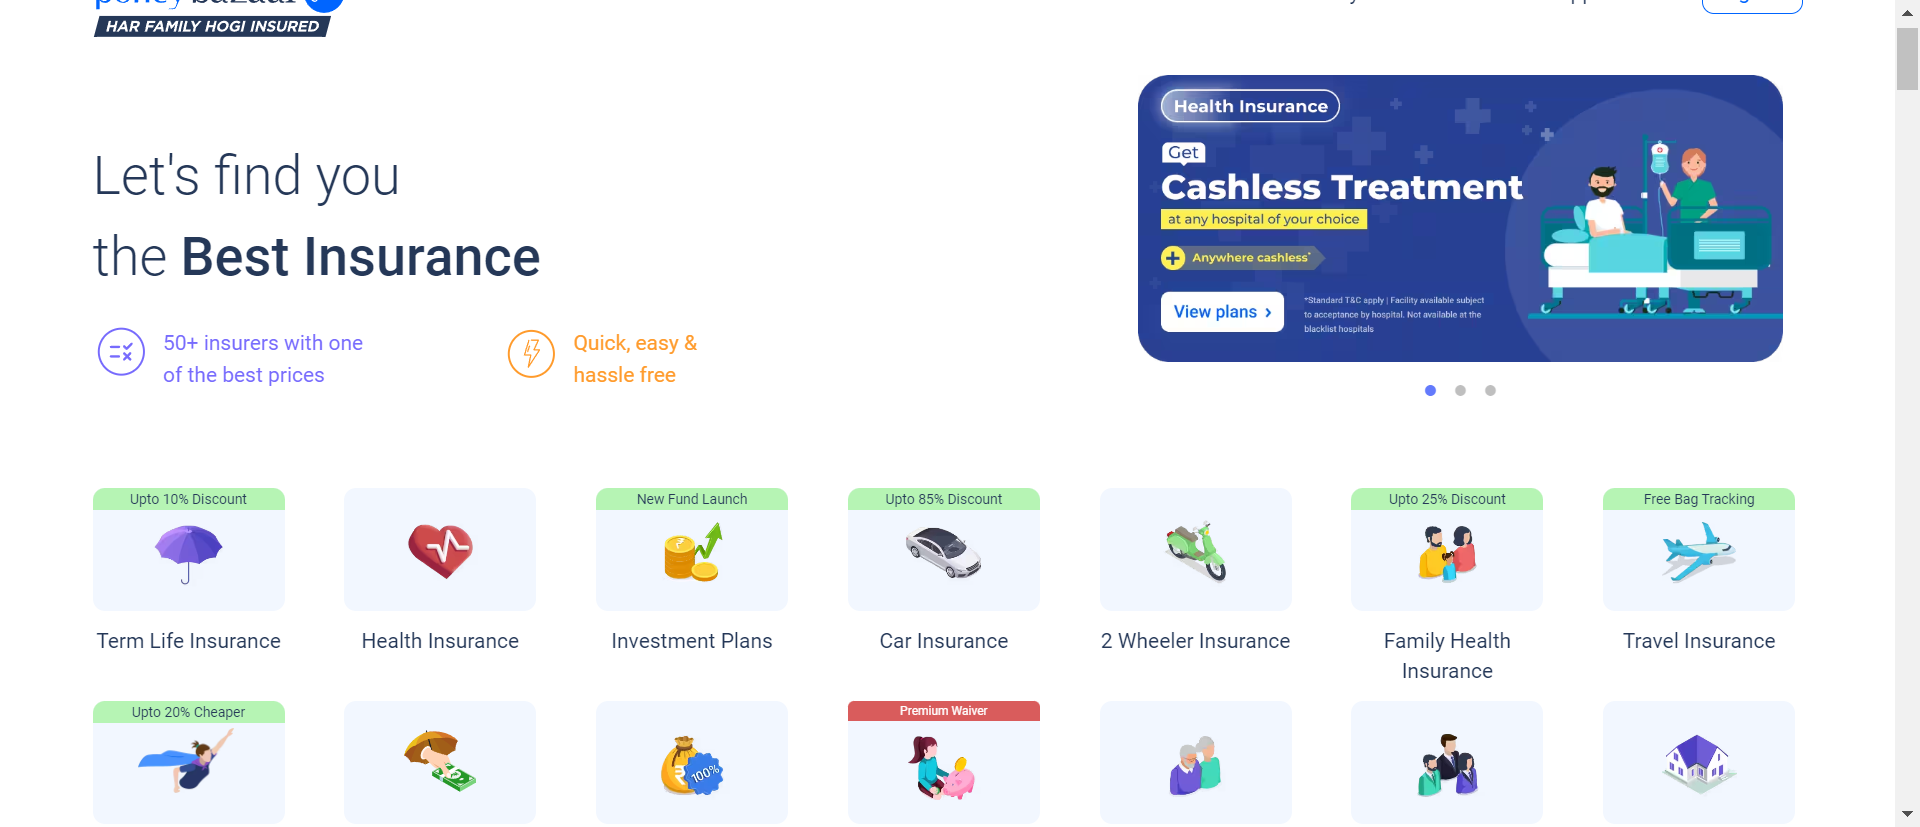 policybazaar
HAR FAMILY HOGI INSURED
Let's find you
the Best Insurance
50+ insurers with one
of the best prices
Quick, easy &
hassle free
Health Insurance
Get
Cashless Treatment
at any hospital of your choice
Anywhere cashless*
View plans ›
*Standard T&C apply | Facility available subject
to acceptance by hospital. Not available at the
blacklist hospitals
Upto 10% Discount
Term Life Insurance
Health Insurance
New Fund Launch
Investment Plans
Upto 85% Discount
Car Insurance
2 Wheeler Insurance
Upto 25% Discount
Family Health
Insurance
Free Bag Tracking
Travel Insurance
Upto 20% Cheaper
100%
Premium Waiver